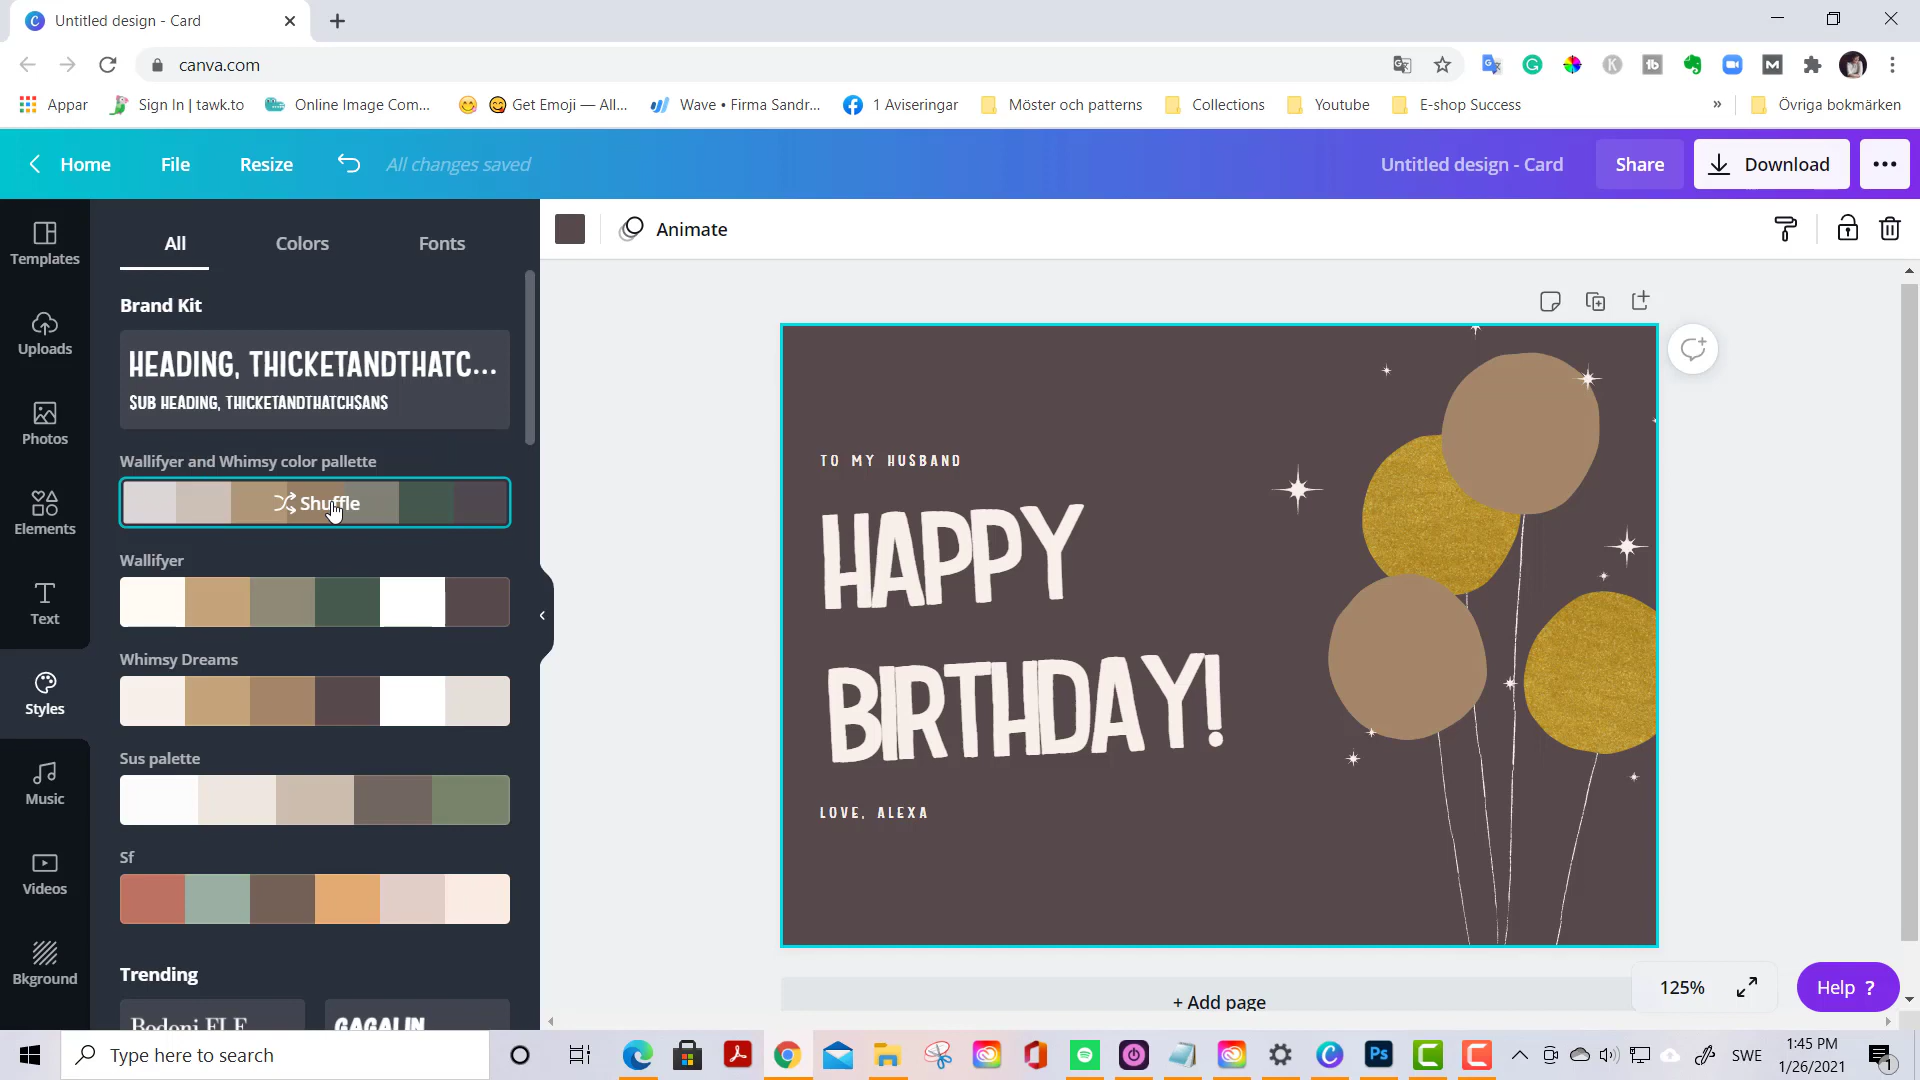 Untitled design - Card
canva.com
Appar
Sign In | tawk.to
Online Image Com...
Get Emoji — All...
Wave • Firma Sandr...
1 Aviseringar
Möster och patterns
Collections
Youtube
E-shop Success
»
Övriga bokmärken
Home
File
Resize
All changes saved
Untitled design - Card
Share
Download
Templates
Uploads
Photos
Elements
Text
Styles
Music
Videos
Bkground
All
Colors
Fonts
Brand Kit
HEADING, THICKETANDTHATC...
SUB HEADING, THICKETANDTHATCHSANS
Wallifyer and Whimsy color pallette
Shuffle
Wallifyer
Whimsy Dreams
Sus palette
Sf
Trending
Bodoni FLF
GAGALIN
Animate
TO MY HUSBAND
HAPPY
BIRTHDAY!
LOVE, ALEXA
+ Add page
125%
Help ?
Type here to search
SWE
1:45 PM
1/26/2021
1